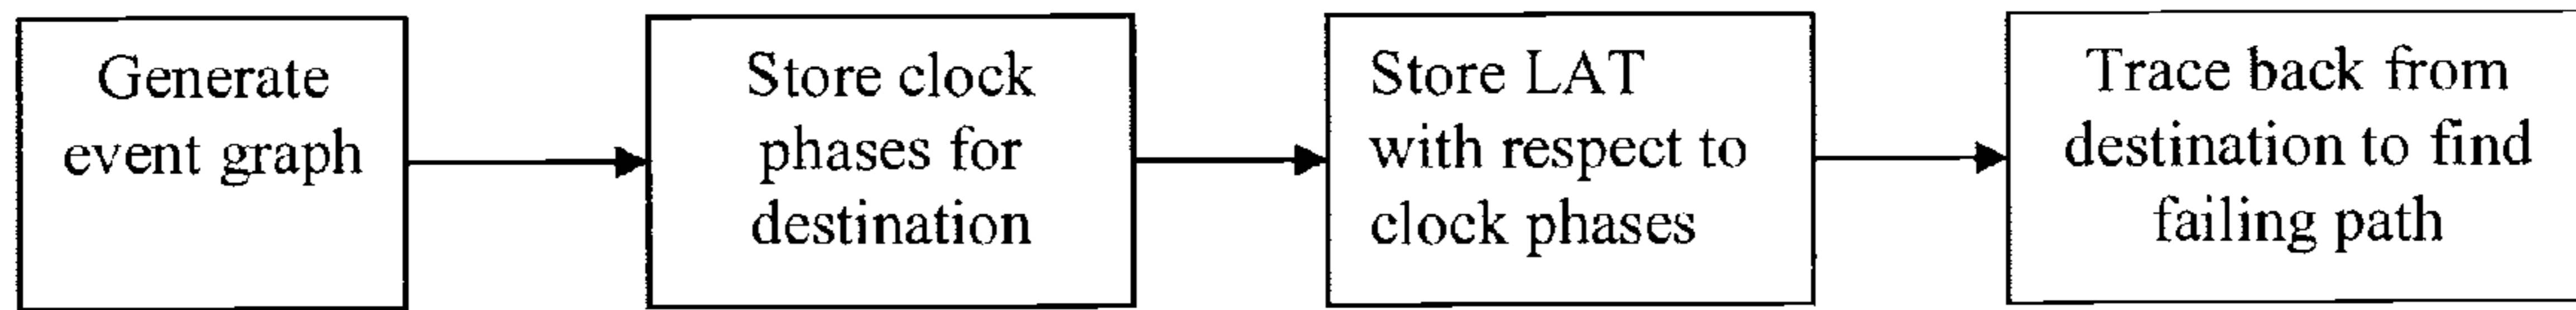 Generate
event graph
Store clock
phases for
destination
Store LAT
with respect to
clock phases
Trace back from
destination to find
failing path